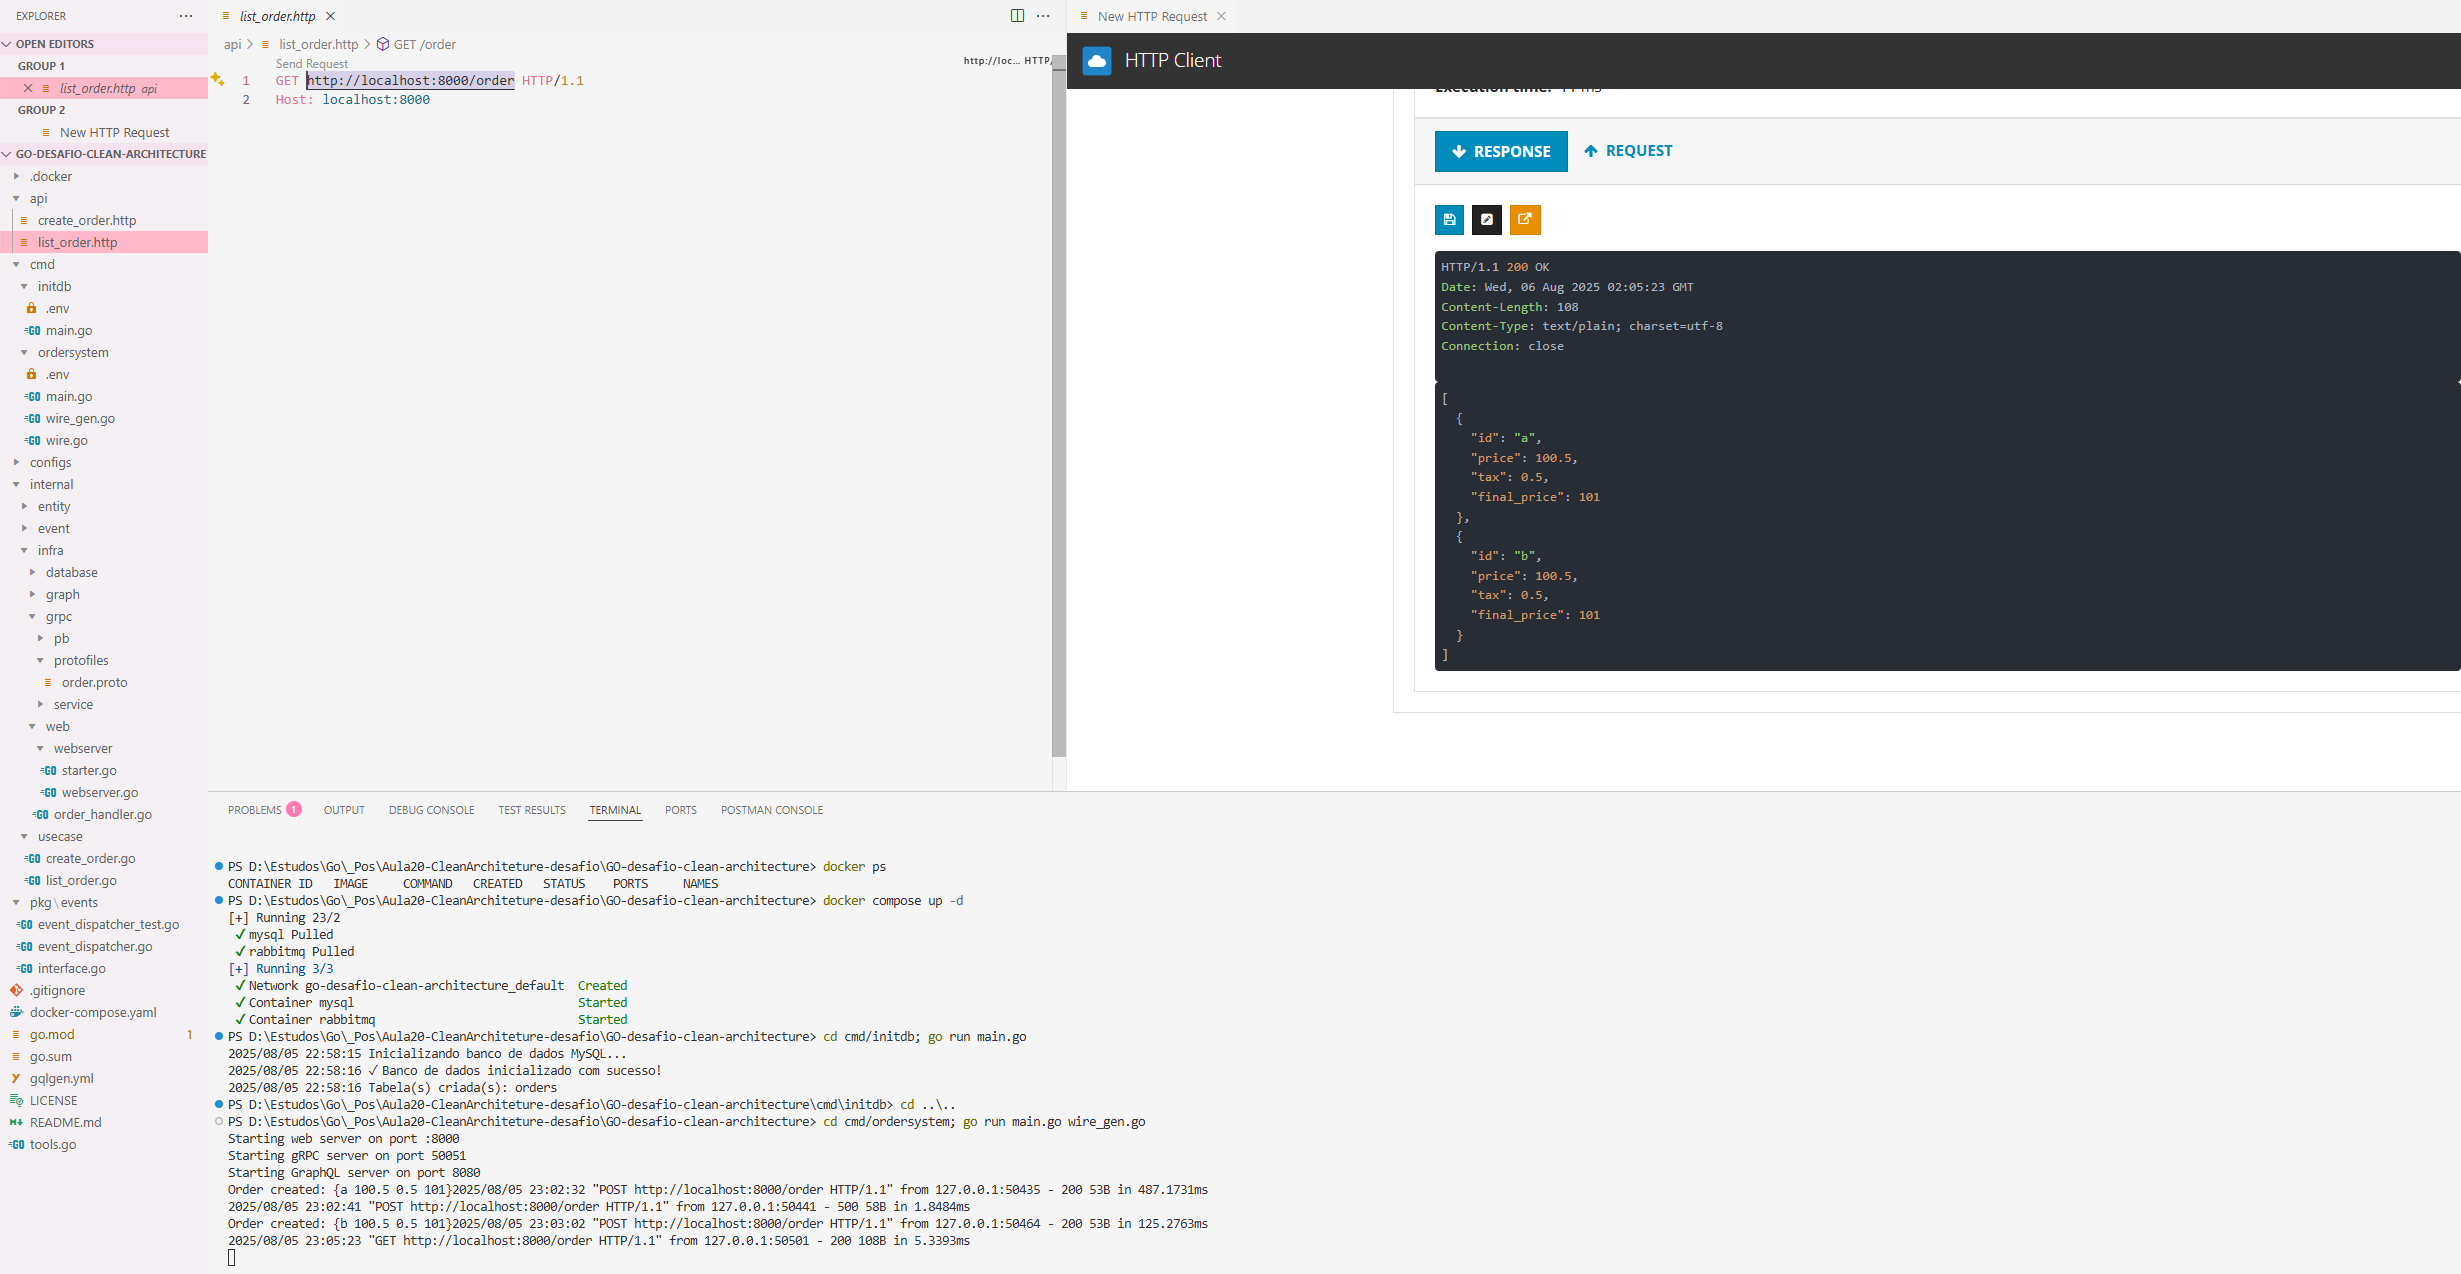 EXPLORER
OPEN EDITORS
GROUP 1
list_order.http api
GROUP 2
New HTTP Request
GO-DESAFIO-CLEAN-ARCHITECTURE
.docker
api
create_order.http
list_order.http
cmd
initdb
.env
main.go
ordersystem
.env
main.go
wire_gen.go
wire.go
configs
internal
entity
event
infra
database
graph
grpc
pb
protofiles
order.proto
service
web
webserver
starter.go
webserver.go
order_handler.go
usecase
create_order.go
list_order.go
pkg\events
event_dispatcher_test.go
event_dispatcher.go
interface.go
.gitignore
docker-compose.yaml
go.mod 1
go.sum
gqlgen.yml
LICENSE
README.md
tools.go
list_order.http
api > list_order.http > GET /order
Send Request
1 GET http://localhost:8000/order HTTP/1.1
2 Host: localhost:8000
http://loc... HTTP/
New HTTP Request
HTTP Client
Execution time: 11 ms
RESPONSE REQUEST
HTTP/1.1 200 OK
Date: Wed, 06 Aug 2025 02:05:23 GMT
Content-Length: 108
Content-Type: text/plain; charset=utf-8
Connection: close
[
{
"id": "a",
"price": 100.5,
"tax": 0.5,
"final_price": 101
},
{
"id": "b",
"price": 100.5,
"tax": 0.5,
"final_price": 101
}
]
PROBLEMS 1 OUTPUT DEBUG CONSOLE TEST RESULTS TERMINAL PORTS POSTMAN CONSOLE
PS D:\Estudos\Go\_Pos\Aula20-CleanArchiteture-desafio\GO-desafio-clean-architecture> docker ps
CONTAINER ID IMAGE COMMAND CREATED STATUS PORTS NAMES
PS D:\Estudos\Go\_Pos\Aula20-CleanArchiteture-desafio\GO-desafio-clean-architecture> docker compose up -d
[+] Running 23/2
✔ mysql Pulled
✔ rabbitmq Pulled
[+] Running 3/3
✔ Network go-desafio-clean-architecture_default Created
✔ Container mysql Started
✔ Container rabbitmq Started
PS D:\Estudos\Go\_Pos\Aula20-CleanArchiteture-desafio\GO-desafio-clean-architecture> cd cmd/initdb; go run main.go
2025/08/05 22:58:15 Inicializando banco de dados MySQL...
2025/08/05 22:58:16 ✓ Banco de dados inicializado com sucesso!
2025/08/05 22:58:16 Tabela(s) criada(s): orders
PS D:\Estudos\Go\_Pos\Aula20-CleanArchiteture-desafio\GO-desafio-clean-architecture\cmd\initdb> cd ..\..
PS D:\Estudos\Go\_Pos\Aula20-CleanArchiteture-desafio\GO-desafio-clean-architecture> cd cmd/ordersystem; go run main.go wire_gen.go
Starting web server on port :8000
Starting gRPC server on port 50051
Starting GraphQL server on port 8080
Order created: {a 100.5 0.5 101}2025/08/05 23:02:32 "POST http://localhost:8000/order HTTP/1.1" from 127.0.0.1:50435 - 200 53B in 487.1731ms
2025/08/05 23:02:41 "POST http://localhost:8000/order HTTP/1.1" from 127.0.0.1:50441 - 500 58B in 1.8484ms
Order created: {b 100.5 0.5 101}2025/08/05 23:03:02 "POST http://localhost:8000/order HTTP/1.1" from 127.0.0.1:50464 - 200 53B in 125.2763ms
2025/08/05 23:05:23 "GET http://localhost:8000/order HTTP/1.1" from 127.0.0.1:50501 - 200 108B in 5.3393ms